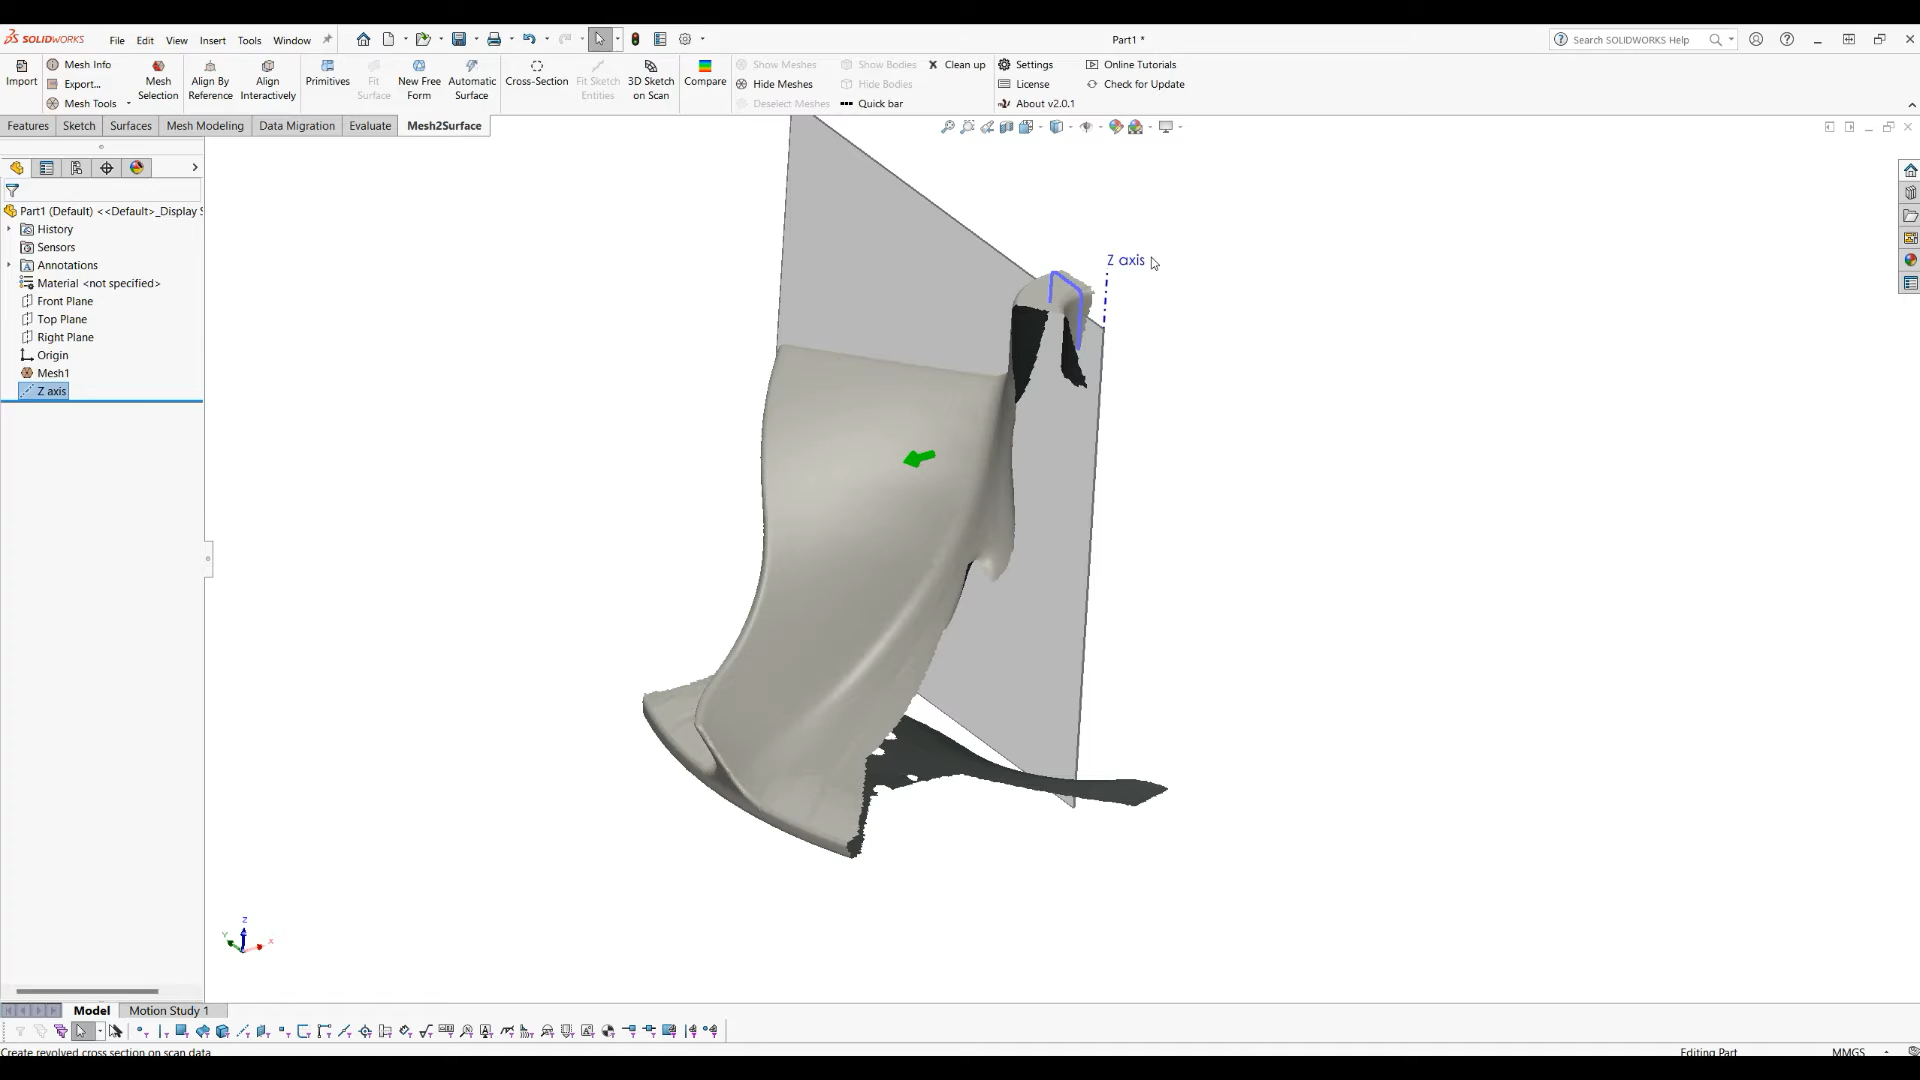 SOLIDWORKS File Edit View Insert Tools Window Part1 * Search SOLIDWORKS Help
Import Mesh Info Export... Mesh Tools Mesh Selection Align By Reference Align Interactively Primitives Fit Surface New Free Form Automatic Surface Cross-Section Fit Sketch Entities 3D Sketch on Scan Compare Show Meshes Hide Meshes Deselect Meshes Show Bodies Hide Bodies Quick bar Clean up Settings License About v2.0.1 Online Tutorials Check for Update
Features Sketch Surfaces Mesh Modeling Data Migration Evaluate Mesh2Surface
Part1 (Default) <<Default>_Display S
History
Sensors
Annotations
Material <not specified>
Front Plane
Top Plane
Right Plane
Origin
Mesh1
Z axis
Z axis
Z
Y
X
Model Motion Study 1
Create revolved cross section on scan data Editing Part MMGS